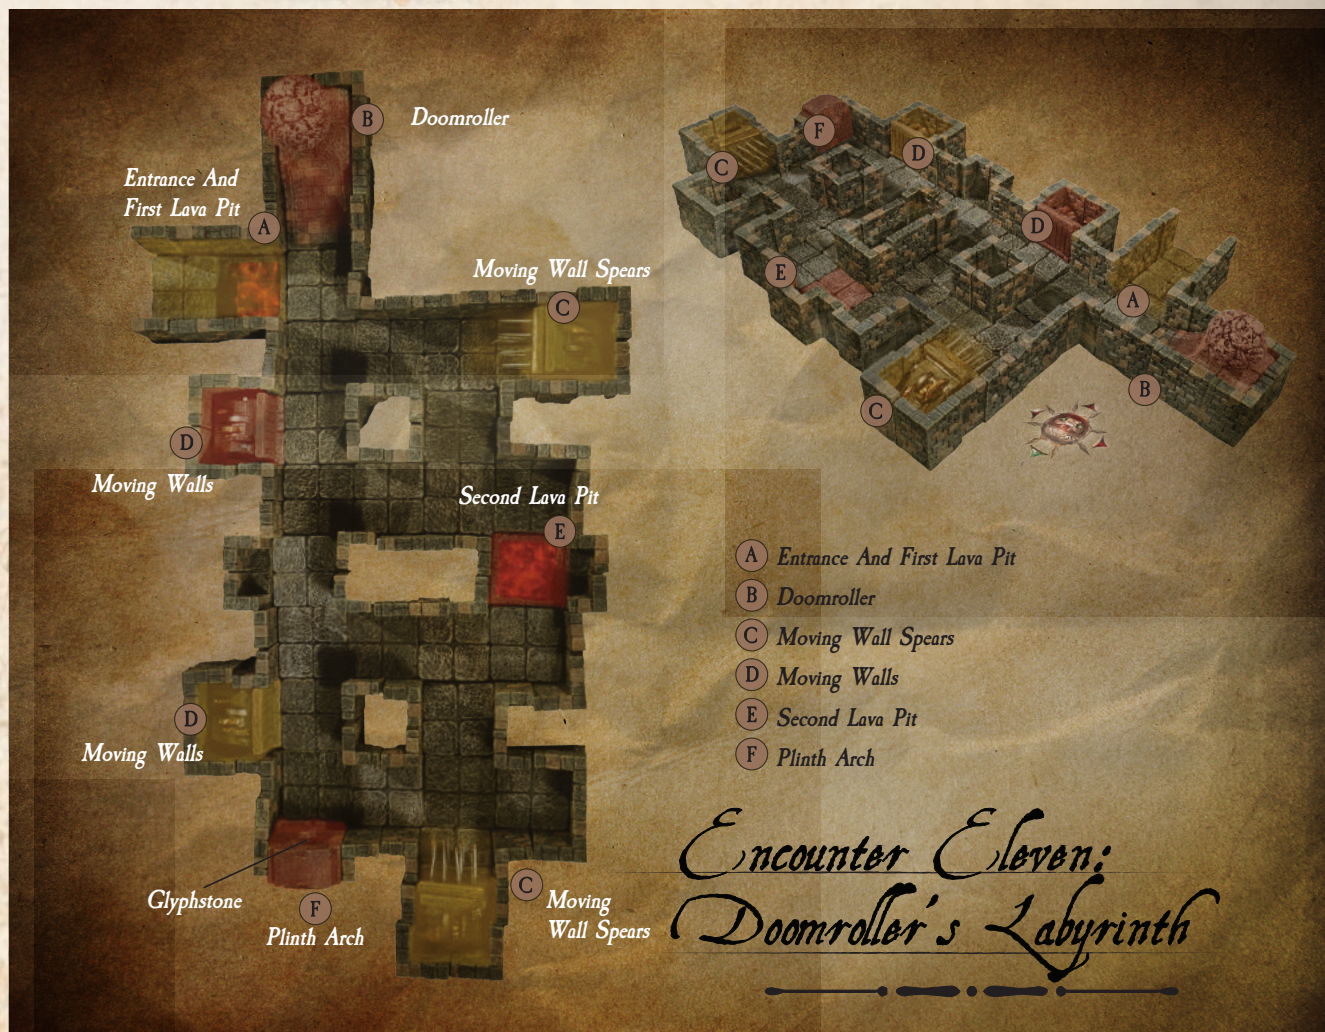 B
Doomroller
Entrance And
First Lava Pit
A
Moving Wall Spears
C
D
Moving Walls
Second Lava Pit
E
D
Moving Walls
Glyphstone
F
Plinth Arch
C
Moving
Wall Spears
F
C
D
D
E
A
B
C
A Entrance And First Lava Pit
B Doomroller
C Moving Wall Spears
D Moving Walls
E Second Lava Pit
F Plinth Arch
Encounter Eleven:
Doomroller's Labyrinth